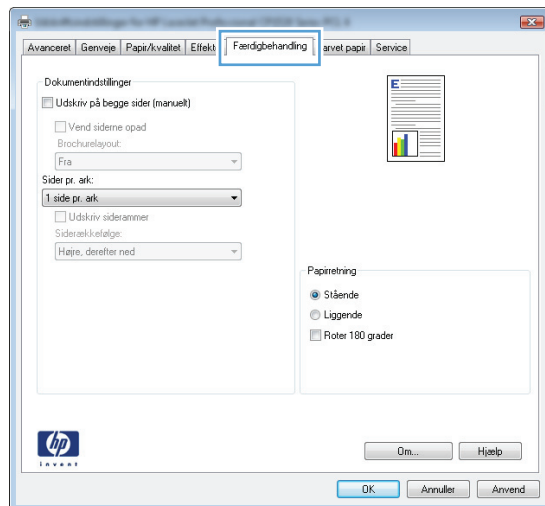 Avanceret Genveje Papir/kvalitet Færdigbehandling papir Service
Dokumentindstillinger
Udskriv på begge sider (manuelt)
Vend siderne opad
Brochurelayout:
Fra
Sider pr. ark:
1 side pr. ark
Udskriv siderammer
Siderækkefølge:
Højre, derefter ned
E
Papirretning
Stående
Liggende
Roter 180 grader
hp
invent
Om... Hjælp
OK Annuller Anvend